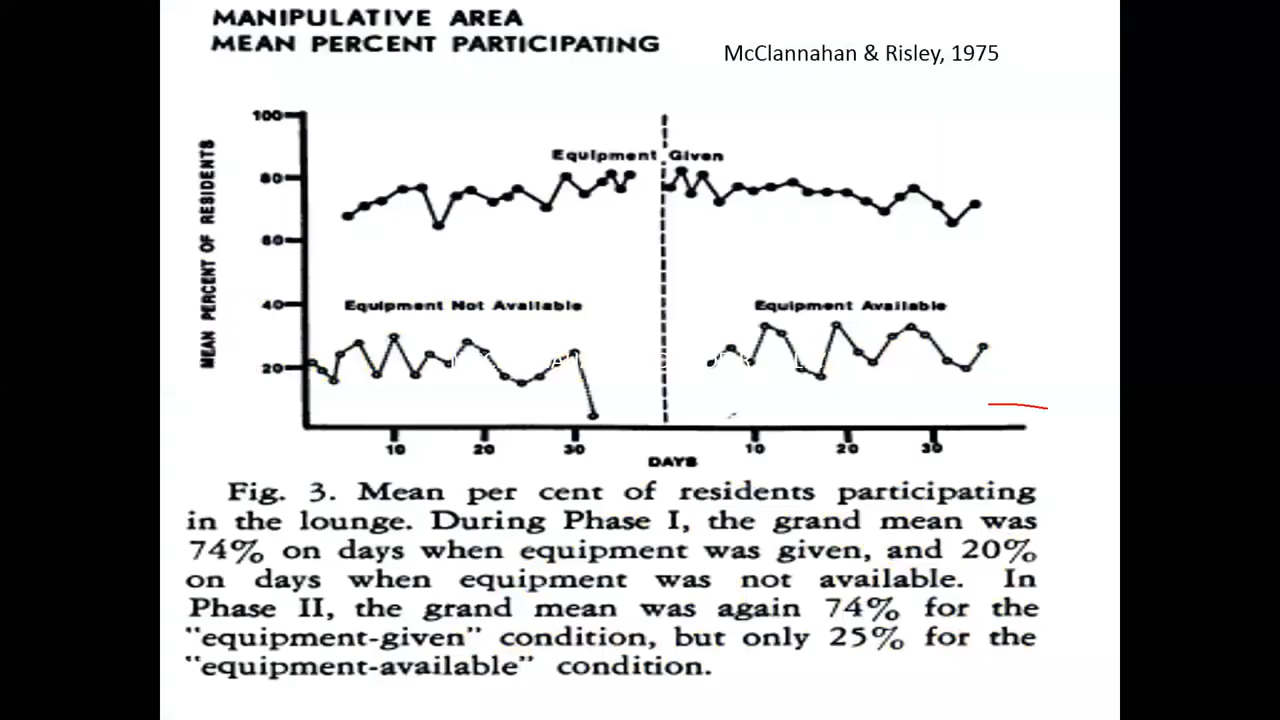 MANIPULATIVE AREA
MEAN PERCENT PARTICIPATING
McClannahan & Risley, 1975
MEAN PERCENT OF RESIDENTS
100
80
60
40
20
Equipment Given
Equipment Not Available
Equipment Available
10
20
30
10
20
30
DAYS
Fig. 3. Mean per cent of residents participating
in the lounge. During Phase I, the grand mean was
74% on days when equipment was given, and 20%
on days when equipment was not available. In
Phase II, the grand mean was again 74% for the
"equipment-given" condition, but only 25% for the
"equipment-available" condition.